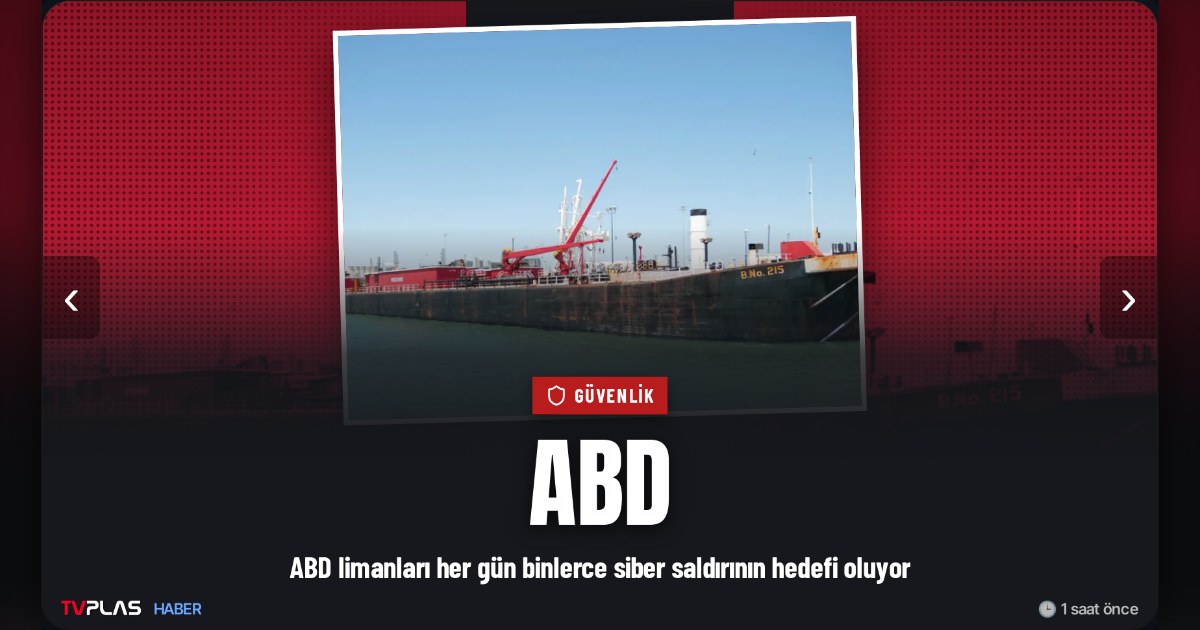 B.No. 215
GÜVENLİK
ABD
ABD limanları her gün binlerce siber saldırının hedefi oluyor
TVPLAS HABER
1 saat önce